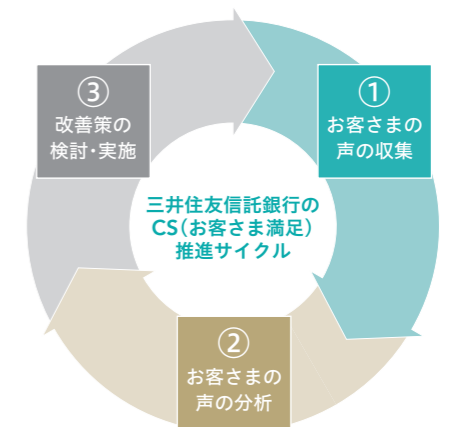 ①
お客さまの
声の収集
②
お客さまの
声の分析
③
改善策の
検討・実施
三井住友信託銀行の
CS(お客さま満足)
推進サイクル